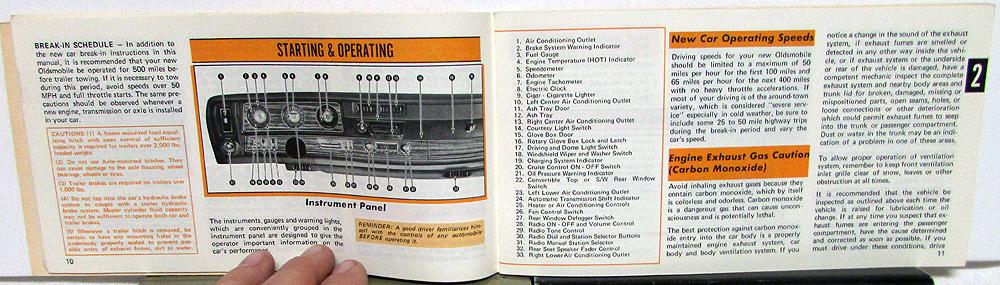 BREAK-IN SCHEDULE — In addition to
the new car break-in instructions in this
manual, it is recommended that your new
Oldsmobile be operated for 500 miles be-
fore trailer towing. If it is necessary to tow
during this period, avoid speeds over 50
MPH and full throttle starts. The same pre-
cautions should be observed whenever a
new engine, transmission or axle is installed
in your car.
CAUTIONS: (1) A frame mounted load equal-
izing hitch with sway control of sufficient
capacity is required for trailers over 2,000 lbs.
loaded weight.
(2) Do not use Axle-mounted hitches. They
can cause damage to the axle housing, wheel
bearings, wheels or tires.
(3) Trailer brakes are required on trailers over
1,000 lbs.
(4) Do not tap into the car's hydraulic brake
system to couple with a trailer hydraulic
brake system. Master cylinder fluid capacity
may not be sufficient to operate both car and
trailer brakes.
(5) Whenever a trailer hitch is removed, be
certain to have any mounting holes in the
underbody properly sealed to prevent pos-
sible entry of exhaust fumes, dirt or water.
10
STARTING & OPERATING
Instrument Panel
The instruments, gauges and warning lights,
which are conveniently grouped in the
instrument panel are designed to give the
operator important information on the
car's performance.
REMINDER: A good driver familiarizes him-
self with the controls of any automobile
BEFORE operating it.
1. Air Conditioning Outlet
2. Brake System Warning Indicator
3. Fuel Gauge
4. Engine Temperature (HOT) Indicator
5. Speedometer
6. Odometer
7. Engine Tachometer
8. Electric Clock
9. Cigar - Cigarette Lighter
10. Left Center Air Conditioning Outlet
11. Ash Tray Door
12. Ash Tray
13. Right Center Air Conditioning Outlet
14. Courtesy Light Switch
15. Glove Box Door
16. Rotary Glove Box Lock and Latch
17. Driving and Dome Light Switch
18. Windshield Wiper and Washer Switch
19. Charging System Indicator
20. Cruise Control ON - OFF Switch
21. Oil Pressure Warning Indicator
22. Convertible Top or S/V Rear Window
Switch
23. Left Lower Air Conditioning Outlet
24. Automatic Transmission Shift Indicator
25. Heater or Air Conditioning Controls
26. Fan Control Switch
27. Rear Window Defogger Switch
28. Radio ON - OFF and Volume Control
29. Radio Tone Control
30. Radio Dial and Station Selector Buttons
31. Radio Manual Station Selector
32. Rear Seat Speaker Fader Control
33. Right Lower Air Conditioning Outlet
New Car Operating Speeds
Driving speeds for your new Oldsmobile
should be limited to a maximum of 50
miles per hour for the first 100 miles and
65 miles per hour for the next 400 miles
with no heavy throttle accelerations. If
most of your driving is of the around-town
variety, which is considered "severe serv-
ice" especially in cold weather, be sure to
include some 25 to 50 mile highway trips
during the break-in period and vary the
car's speed.
Engine Exhaust Gas Caution
(Carbon Monoxide)
Avoid inhaling exhaust gases because they
contain carbon monoxide, which by itself
is colorless and odorless. Carbon monoxide
is a dangerous gas that can cause uncon-
sciousness and is potentially lethal.
The best protection against carbon monox-
ide entry into the car body is a properly
maintained engine exhaust system, car
body and body ventilation system. If you
notice a change in the sound of the exhaust
system, if exhaust fumes are smelled or
detected in any other way inside the vehi-
cle, or if exhaust system or the underside
or rear of the vehicle is damaged, have a
competent mechanic inspect the complete
exhaust system and nearby body areas and
trunk lid for broken, damaged, missing or
mispositioned parts, open seams, holes, or
loose connections or other deterioration
which could permit exhaust fumes to seep
into the trunk or passenger compartment.
Dust or water in the trunk may be an indi-
cation of a problem in one of these areas.
To allow proper operation of ventilation
system, remember to keep front ventilation
inlet grille clear of snow, leaves or other
obstruction at all times.
It is recommended that the vehicle be
inspected as outlined above each time the
vehicle is raised for lubrication or oil
change. If at any time you suspect that ex-
haust fumes are entering the passenger
compartment, have the cause determined
and corrected as soon as possible. If you
must drive under these conditions, drive
11
2